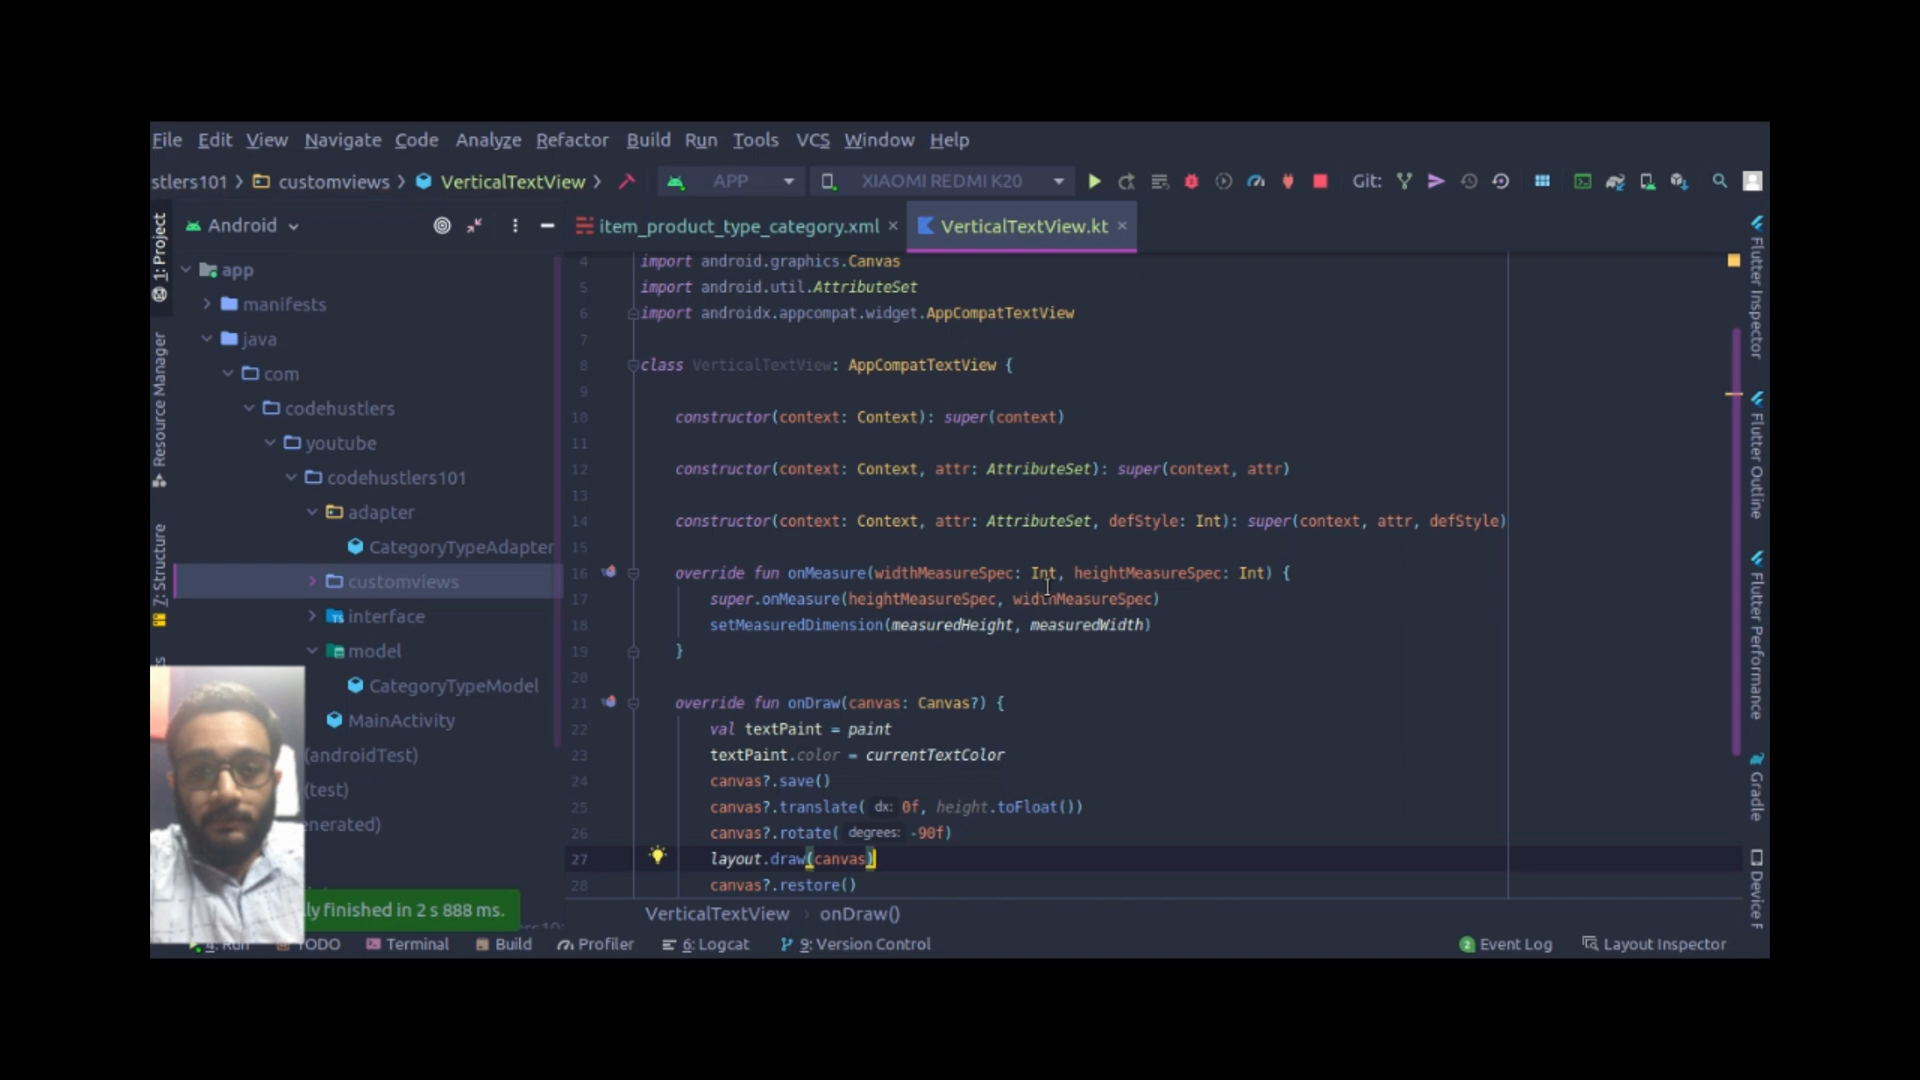 File Edit View Navigate Code Analyze Refactor Build Run Tools VCS Window Help
stlers101 customviews VerticalTextView APP XIAOMI REDMI K20 Git:
1: Project
Resource Manager
7: Structure
Android
app
manifests
java
com
codehustlers
youtube
codehustlers101
adapter
CategoryTypeAdapter
customviews
interface
model
CategoryTypeModel
MainActivity
(androidTest)
(test)
nerated)
ly finished in 2 s 888 ms.
item_product_type_category.xml VerticalTextView.kt
4 import android.graphics.Canvas
5 import android.util.AttributeSet
6 import androidx.appcompat.widget.AppCompatTextView
7
8 class VerticalTextView: AppCompatTextView {
9
10 constructor(context: Context): super(context)
11
12 constructor(context: Context, attr: AttributeSet): super(context, attr)
13
14 constructor(context: Context, attr: AttributeSet, defStyle: Int): super(context, attr, defStyle)
15
16 override fun onMeasure(widthMeasureSpec: Int, heightMeasureSpec: Int) {
17 super.onMeasure(heightMeasureSpec, widthMeasureSpec)
18 setMeasuredDimension(measuredHeight, measuredWidth)
19 }
20
21 override fun onDraw(canvas: Canvas?) {
22 val textPaint = paint
23 textPaint.color = currentTextColor
24 canvas?.save()
25 canvas?.translate( dx: 0f, height.toFloat())
26 canvas?.rotate( degrees: -90f)
27 layout.draw(canvas)
28 canvas?.restore()
VerticalTextView onDraw()
Flutter Inspector
Flutter Outline
Flutter Performance
Gradle
Device F
4: Run TODO Terminal Build Profiler 6: Logcat 9: Version Control 2 Event Log Layout Inspector